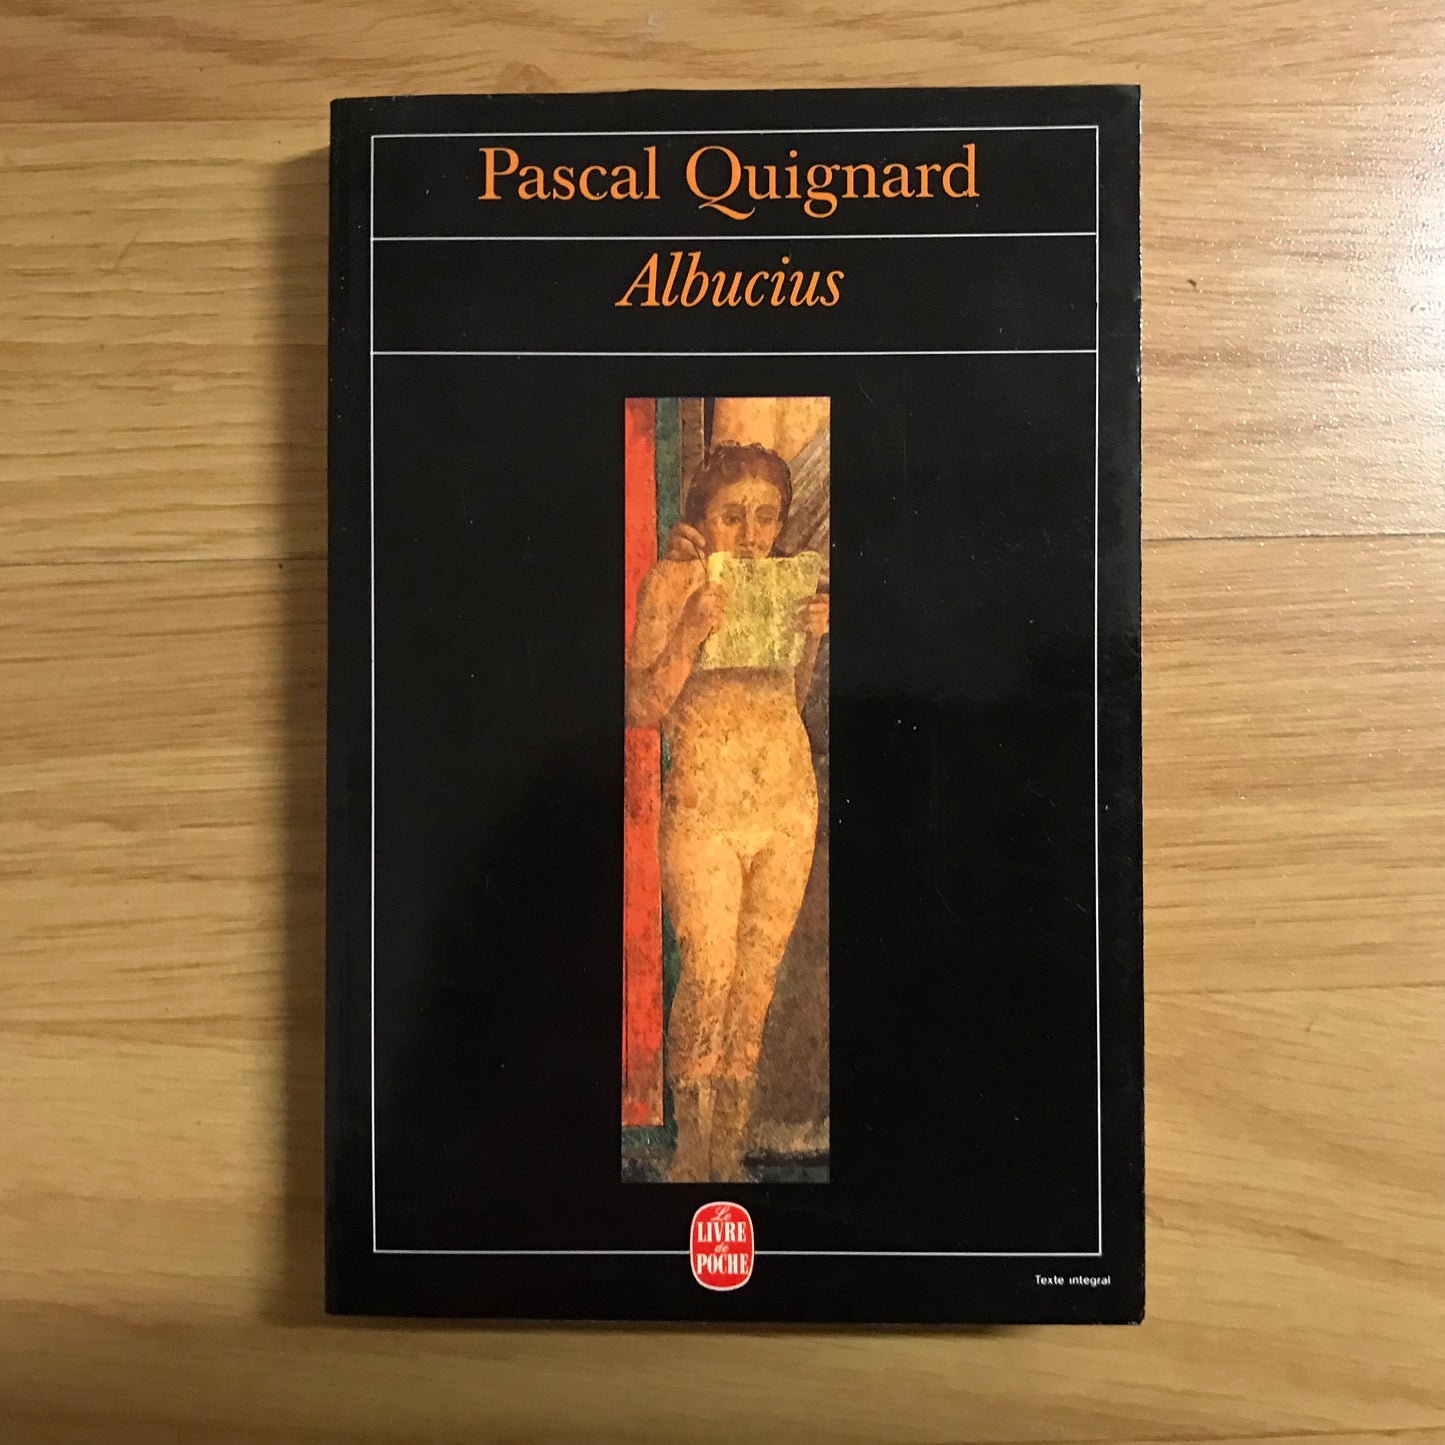 Pascal Quignard
Albucius
Le
LIVRE
de
POCHE
Texte intégral